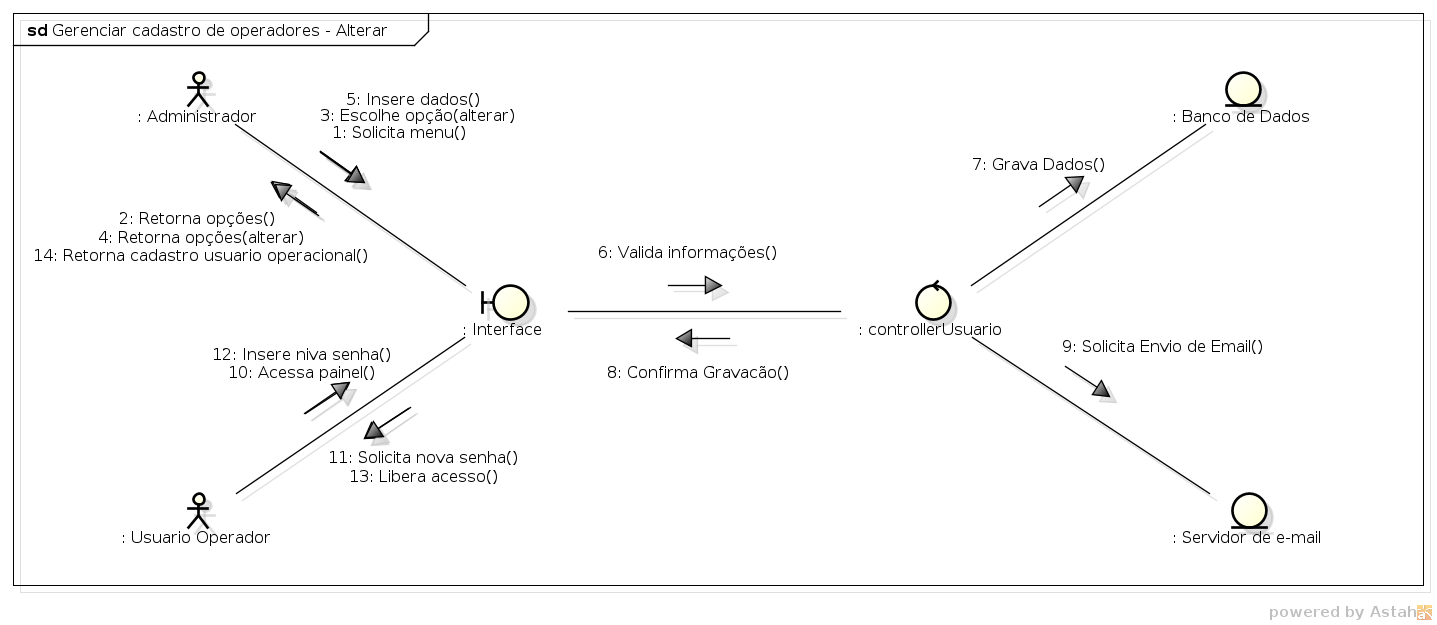 sd Gerenciar cadastro de operadores - Alterar
: Administrador
5: Insere dados()
3: Escolhe opção(alterar)
1: Solicita menu()
2: Retorna opções()
4: Retorna opções(alterar)
14: Retorna cadastro usuario operacional()
: Banco de Dados
7: Grava Dados()
6: Valida informações()
: Interface
: controllerUsuario
8: Confirma Gravacão()
9: Solicita Envio de Email()
12: Insere niva senha()
10: Acessa painel()
11: Solicita nova senha()
13: Libera acesso()
: Usuario Operador
: Servidor de e-mail
powered by Astah